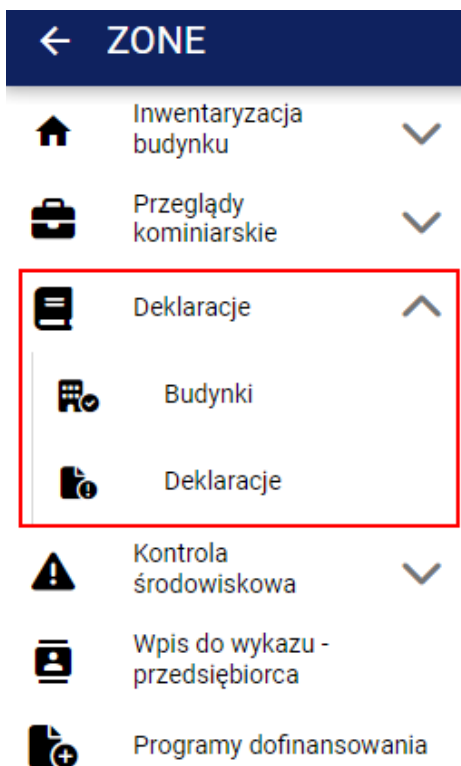 ZONE
Inwentaryzacja
budynku
Przeglądy
kominiarskie
Deklaracje
Budynki
Deklaracje
Kontrola
środowiskowa
Wpis do wykazu -
przedsiębiorca
Programy dofinansowania